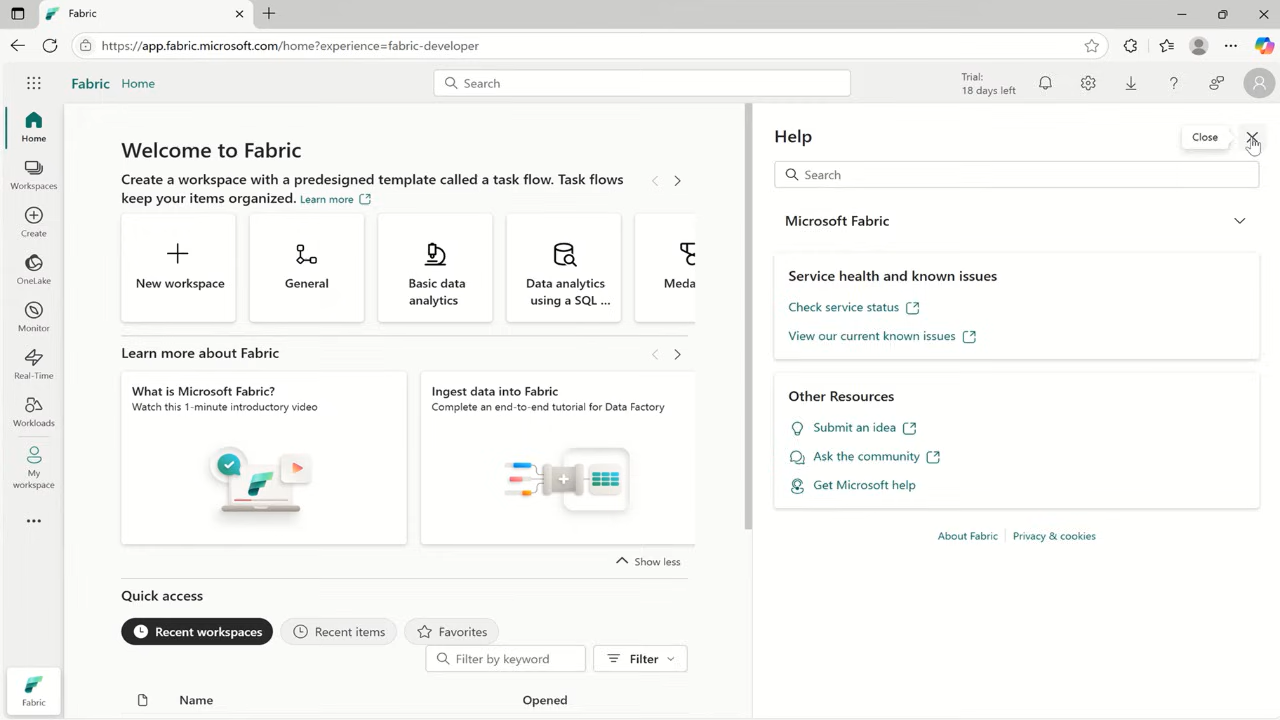 Fabric
https://app.fabric.microsoft.com/home?experience=fabric-developer
Fabric Home
Search
Trial:
18 days left
Home
Workspaces
Create
OneLake
Monitor
Real-Time
Workloads
My
workspace
Fabric
Welcome to Fabric
Create a workspace with a predesigned template called a task flow. Task flows
keep your items organized. Learn more
New workspace
General
Basic data
analytics
Data analytics
using a SQL ...
Meda
Learn more about Fabric
What is Microsoft Fabric?
Watch this 1-minute introductory video
Ingest data into Fabric
Complete an end-to-end tutorial for Data Factory
Show less
Quick access
Recent workspaces
Recent items
Favorites
Filter by keyword
Filter
Name
Opened
Help
Close
Search
Microsoft Fabric
Service health and known issues
Check service status
View our current known issues
Other Resources
Submit an idea
Ask the community
Get Microsoft help
About Fabric
Privacy & cookies